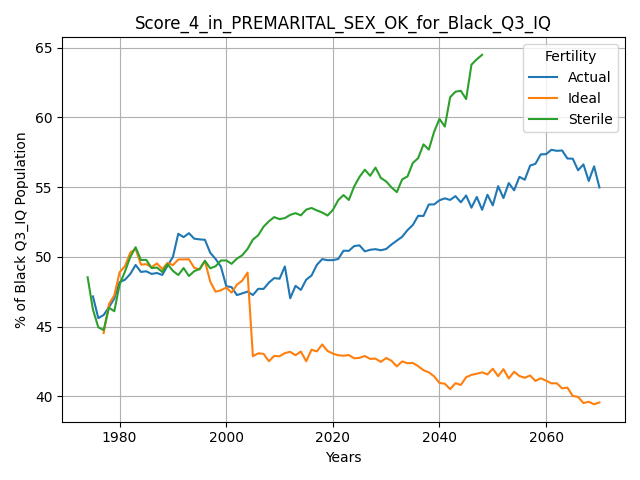 Score_4_in_PREMARITAL_SEX_OK_for_Black_Q3_IQ
Fertility
Actual
Ideal
Sterile
% of Black Q3_IQ Population
65
60
55
50
45
40
1980
2000
2020
2040
2060
Years